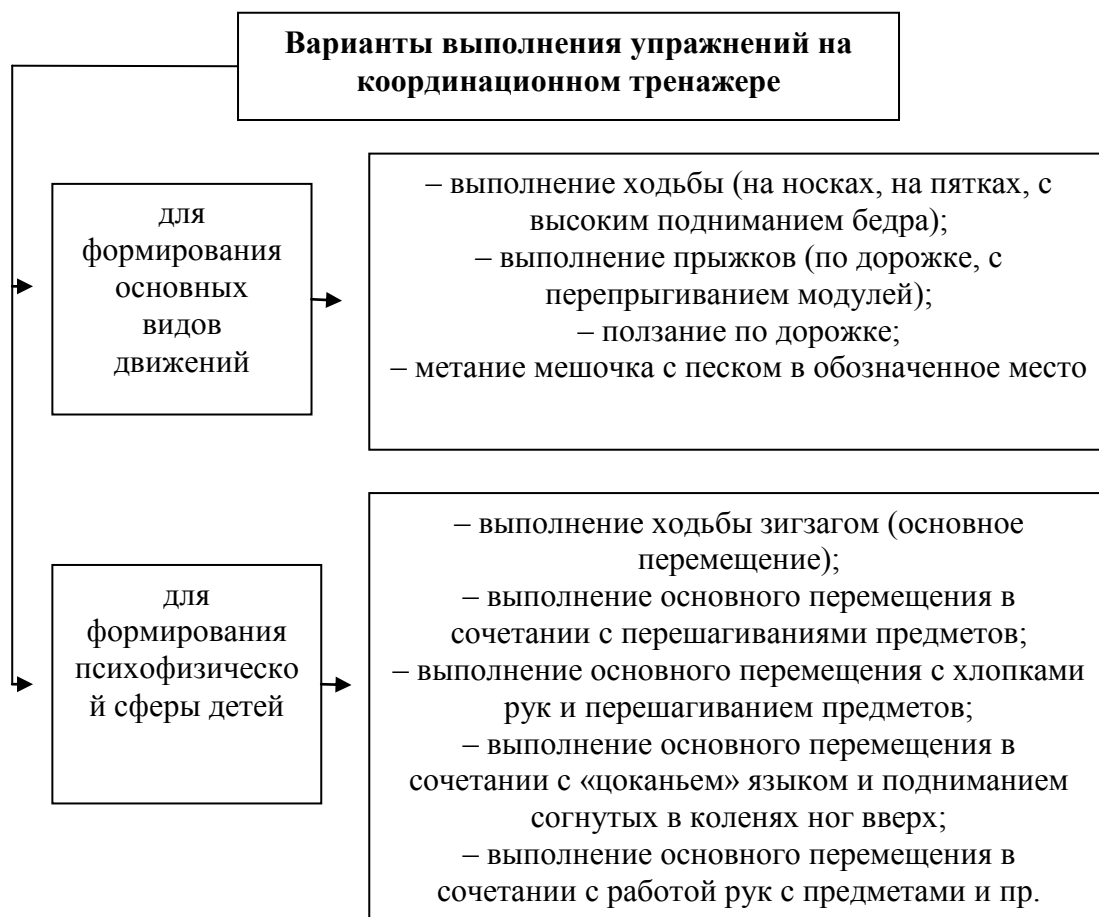 Варианты выполнения упражнений на
координационном тренажере
для
формирования
основных
видов
движений
– выполнение ходьбы (на носках, на пятках, с
высоким подниманием бедра);
– выполнение прыжков (по дорожке, с
перепрыгиванием модулей);
– ползание по дорожке;
– метание мешочка с песком в обозначенное место
для
формирования
психофизическо
й сферы детей
– выполнение ходьбы зигзагом (основное
перемещение);
– выполнение основного перемещения в
сочетании с перешагиваниями предметов;
– выполнение основного перемещения с хлопками
рук и перешагиванием предметов;
– выполнение основного перемещения в
сочетании с «цоканьем» языком и подниманием
согнутых в коленях ног вверх;
– выполнение основного перемещения в
сочетании с работой рук с предметами и пр.